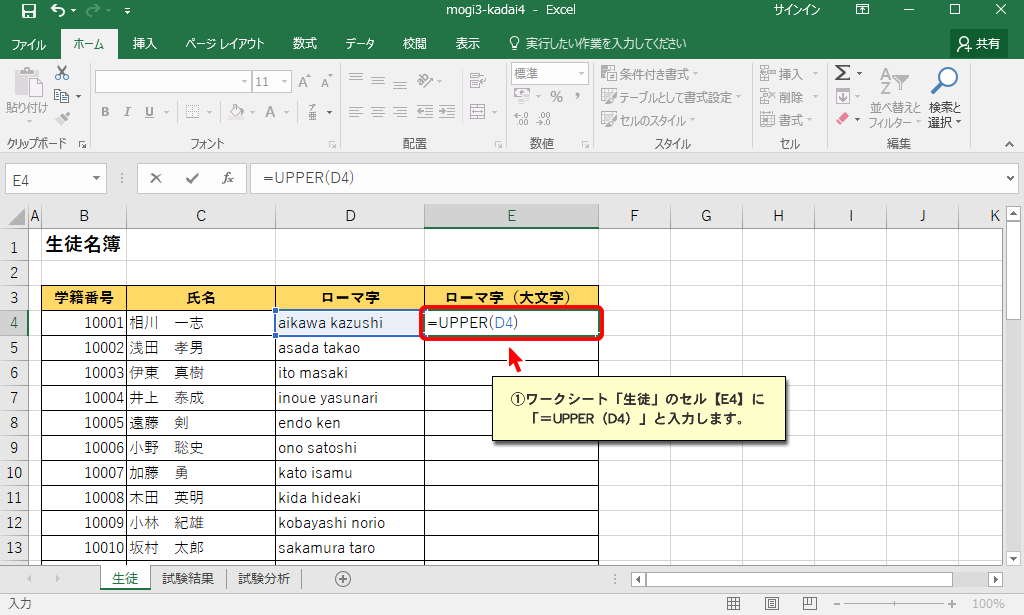 mogi3-kadai4 - Excel
サインイン
ファイル ホーム 挿入 ページ レイアウト 数式 データ 校閲 表示 実行したい作業を入力してください 共有
貼り付け
クリップボード
11
B I U A
フォント
配置
標準
% ,
数値
条件付き書式
テーブルとして書式設定
セルのスタイル
スタイル
挿入
削除
書式
セル
並べ替えと
フィルター
検索と
選択
編集
E4 fx =UPPER(D4)
A B C D E F G H I J K
1 生徒名簿
2
3 学籍番号 氏名 ローマ字 ローマ字（大文字）
4 10001 相川　一志 aikawa kazushi =UPPER(D4)
5 10002 浅田　孝男 asada takao
6 10003 伊東　真樹 ito masaki
7 10004 井上　泰成 inoue yasunari
8 10005 遠藤　剣 endo ken
9 10006 小野　聡史 ono satoshi
10 10007 加藤　勇 kato isamu
11 10008 木田　英明 kida hideaki
12 10009 小林　紀雄 kobayashi norio
13 10010 坂村　太郎 sakamura taro
①ワークシート「生徒」のセル【E4】に
「＝UPPER（D4）」と入力します。
生徒 試験結果 試験分析
入力
100%